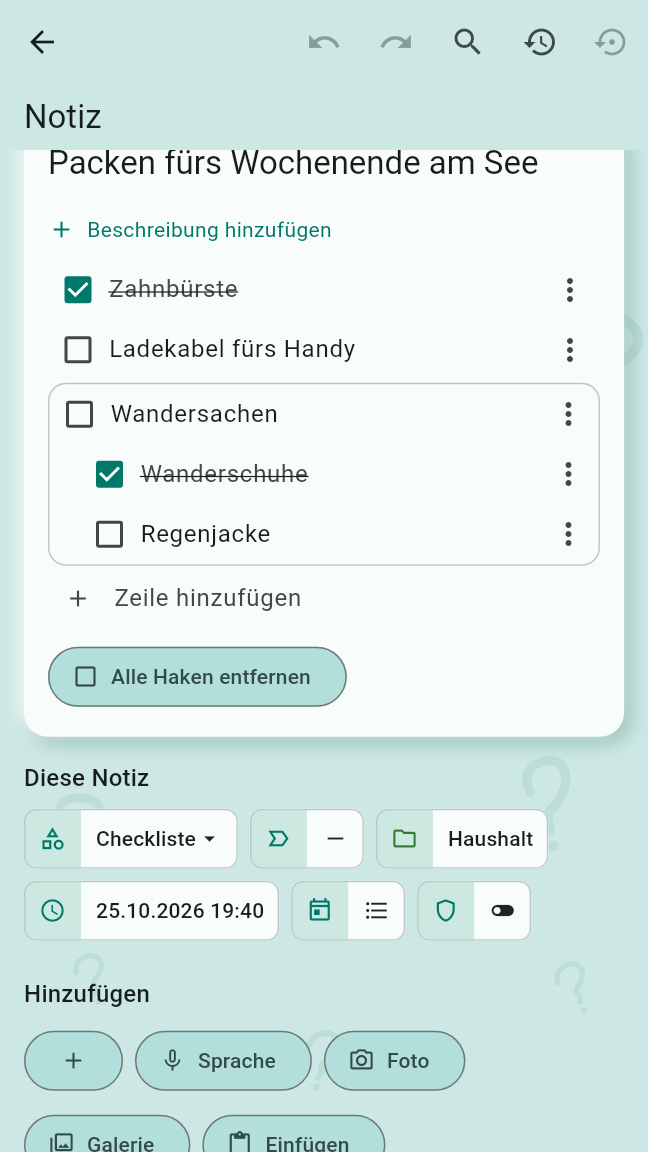 Notiz
Packen fürs Wochenende am See
Beschreibung hinzufügen
Zahnbürste
Ladekabel fürs Handy
Wandersachen
Wanderschuhe
Regenjacke
Zeile hinzufügen
Alle Haken entfernen
Diese Notiz
Checkliste — Haushalt
25.10.2026 19:40
Hinzufügen
Sprache Foto
Galerie Einfügen